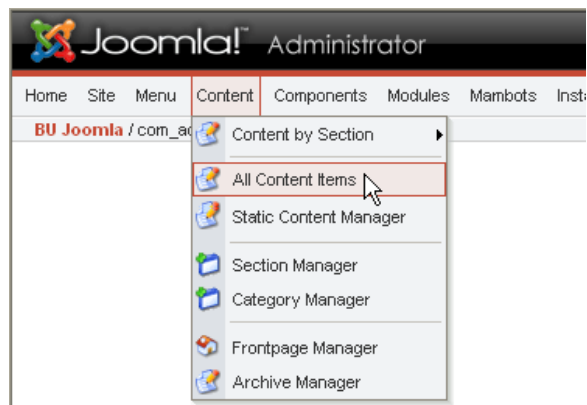 Joomla!™ Administrator
Home Site Menu Content Components Modules Mambots
BU Joomla /
Content by Section
All Content Items
Static Content Manager
Section Manager
Category Manager
Frontpage Manager
Archive Manager